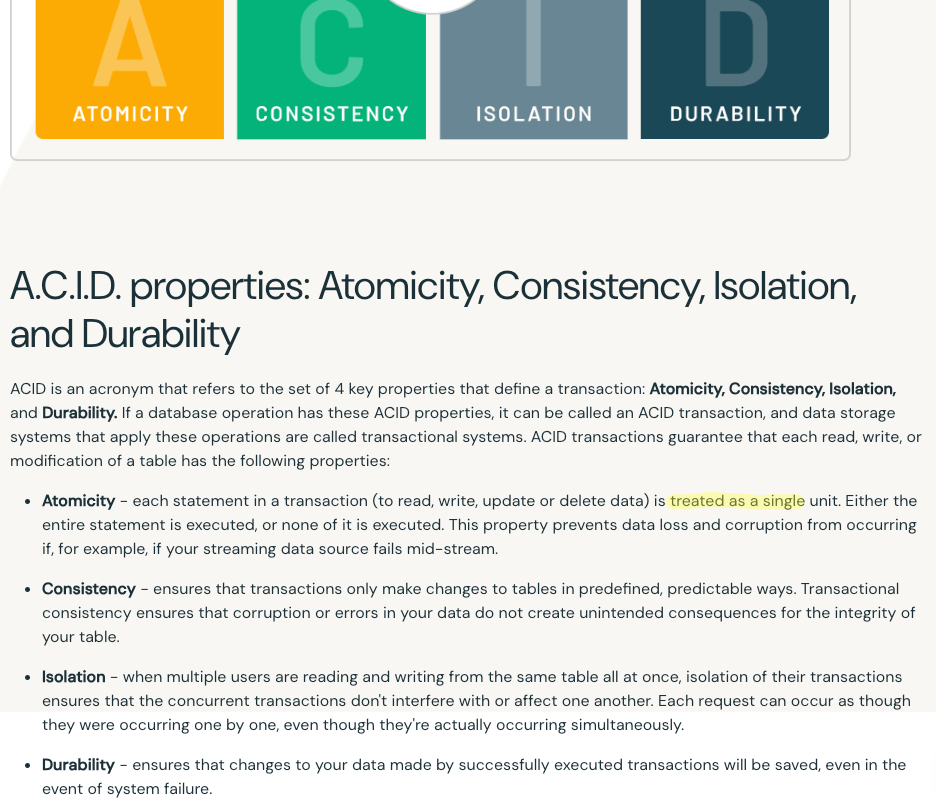 A C I D
ATOMICITY CONSISTENCY ISOLATION DURABILITY
A.C.I.D. properties: Atomicity, Consistency, Isolation,
and Durability
ACID is an acronym that refers to the set of 4 key properties that define a transaction: Atomicity, Consistency, Isolation,
and Durability. If a database operation has these ACID properties, it can be called an ACID transaction, and data storage
systems that apply these operations are called transactional systems. ACID transactions guarantee that each read, write, or
modification of a table has the following properties:
• Atomicity - each statement in a transaction (to read, write, update or delete data) is treated as a single unit. Either the
entire statement is executed, or none of it is executed. This property prevents data loss and corruption from occurring
if, for example, if your streaming data source fails mid-stream.
• Consistency - ensures that transactions only make changes to tables in predefined, predictable ways. Transactional
consistency ensures that corruption or errors in your data do not create unintended consequences for the integrity of
your table.
• Isolation - when multiple users are reading and writing from the same table all at once, isolation of their transactions
ensures that the concurrent transactions don't interfere with or affect one another. Each request can occur as though
they were occurring one by one, even though they're actually occurring simultaneously.
• Durability - ensures that changes to your data made by successfully executed transactions will be saved, even in the
event of system failure.